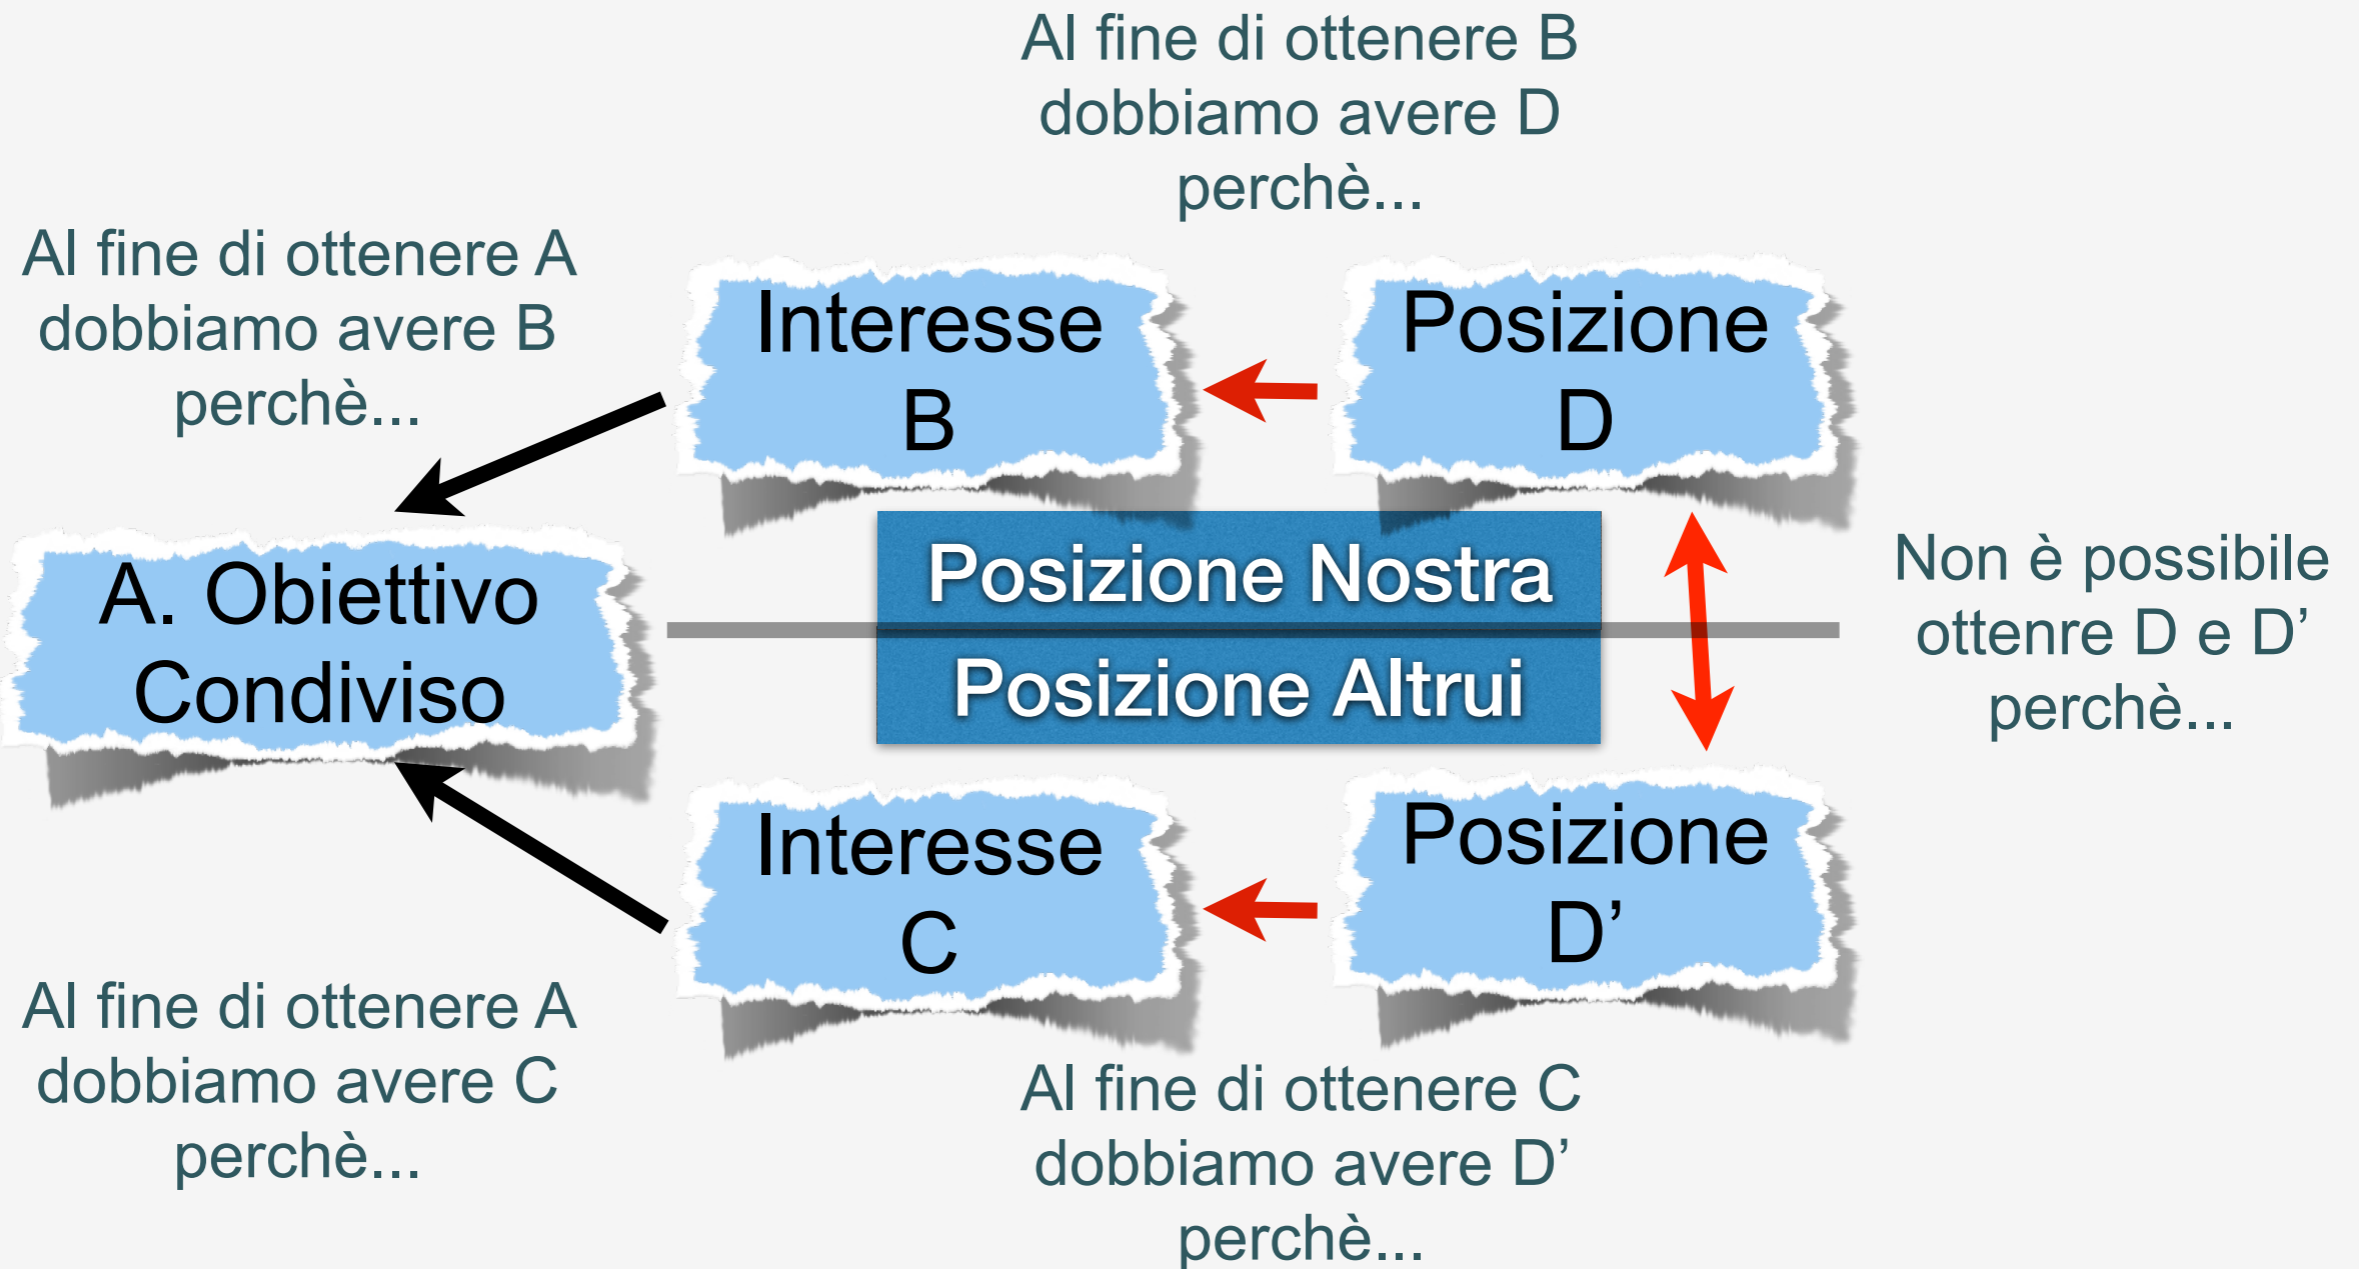 Al fine di ottenere B
dobbiamo avere D
perchè...
Al fine di ottenere A
dobbiamo avere B
perchè...
Interesse
B
Posizione
D
A. Obiettivo
Condiviso
Posizione Nostra
Posizione Altrui
Non è possibile
ottenre D e D’
perchè...
Interesse
C
Posizione
D’
Al fine di ottenere A
dobbiamo avere C
perchè...
Al fine di ottenere C
dobbiamo avere D’
perchè...